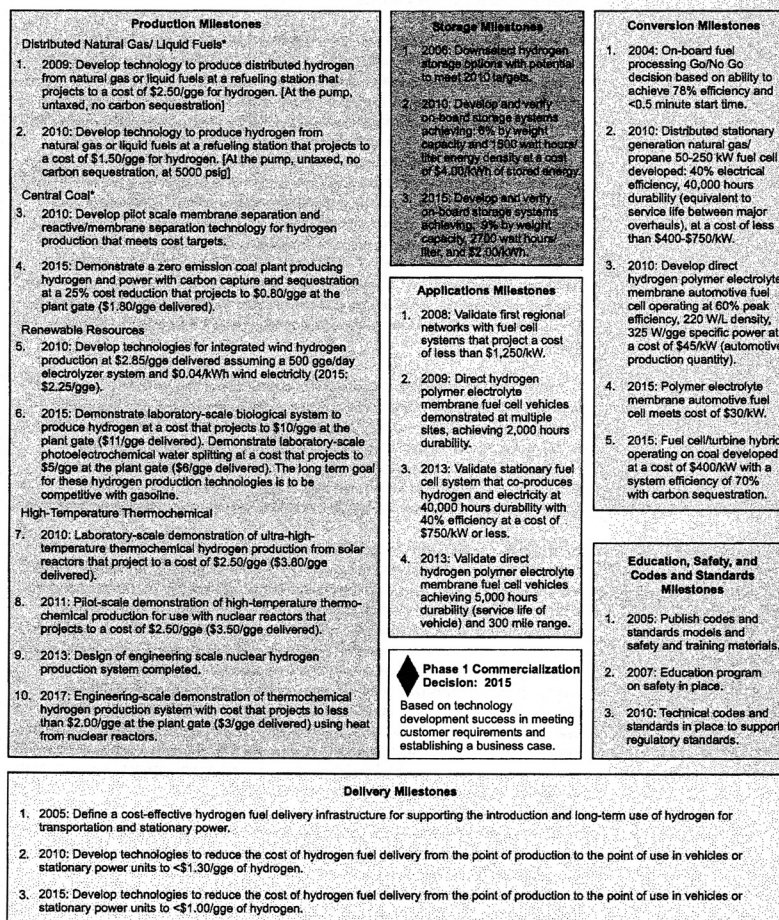 Production Milestones
Distributed Natural Gas/ Liquid Fuels*
1. 2009: Develop technology to produce distributed hydrogen
from natural gas or liquid fuels at a refueling station that
projects to a cost of $2.50/gge for hydrogen. [At the pump,
untaxed, no carbon sequestration]
2. 2010: Develop technology to produce hydrogen from
natural gas or liquid fuels at a refueling station that projects to
a cost of $1.50/gge for hydrogen. [At the pump, untaxed, no
carbon sequestration, at 5000 psig]
Central Coal*
3. 2010: Develop pilot scale membrane separation and
reactive/membrane separation technology for hydrogen
production that meets cost targets.
4. 2015: Demonstrate a zero emission coal plant producing
hydrogen and power with carbon capture and sequestration
at a 25% cost reduction that projects to $0.80/gge at the
plant gate ($1.80/gge delivered).
Renewable Resources
5. 2010: Develop technologies for integrated wind hydrogen
production at $2.85/gge delivered assuming a 500 gge/day
electrolyzer system and $0.04/kWh wind electricity (2015:
$2.25/gge).
6. 2015: Demonstrate laboratory-scale biological system to
produce hydrogen at a cost that projects to $10/gge at the
plant gate ($11/gge delivered). Demonstrate laboratory-scale
photoelectrochemical water splitting at a cost that projects to
$5/gge at the plant gate ($6/gge delivered). The long term goal
for these hydrogen production technologies is to be
competitive with gasoline.
High-Temperature Thermochemical
7. 2010: Laboratory-scale demonstration of ultra-high-
temperature thermochemical hydrogen production from solar
reactors that project to a cost of $2.50/gge ($3.80/gge
delivered).
8. 2011: Pilot-scale demonstration of high-temperature thermo-
chemical production for use with nuclear reactors that
projects to a cost of $2.50/gge ($3.50/gge delivered).
9. 2013: Design of engineering scale nuclear hydrogen
production system completed.
10. 2017: Engineering-scale demonstration of thermochemical
hydrogen production system with cost that projects to less
than $2.00/gge at the plant gate ($3/gge delivered) using heat
from nuclear reactors.
Storage Milestones
1. 2006: Downselect hydrogen
storage options with potential
to meet 2010 targets.
2. 2010: Develop and verify
on-board storage systems
achieving: 6% by weight
capacity and 1500 watt hours/
liter energy density at a cost
of $4.00/kWh of stored energy.
3. 2015: Develop and verify
on-board storage systems
achieving: 9% by weight
capacity, 2700 watt hours/
liter, and $2.00/kWh.
Applications Milestones
1. 2008: Validate first regional
networks with fuel cell
systems that project a cost
of less than $1,250/kW.
2. 2009: Direct hydrogen
polymer electrolyte
membrane fuel cell vehicles
demonstrated at multiple
sites, achieving 2,000 hours
durability.
3. 2013: Validate stationary fuel
cell system that co-produces
hydrogen and electricity at
40,000 hours durability with
40% efficiency at a cost of
$750/kW or less.
4. 2013: Validate direct
hydrogen polymer electrolyte
membrane fuel cell vehicles
achieving 5,000 hours
durability (service life of
vehicle) and 300 mile range.
Phase 1 Commercialization
Decision: 2015
Based on technology
development success in meeting
customer requirements and
establishing a business case.
Conversion Milestones
1. 2004: On-board fuel
processing Go/No Go
decision based on ability to
achieve 78% efficiency and
<0.5 minute start time.
2. 2010: Distributed stationary
generation natural gas/
propane 50-250 kW fuel cell
developed: 40% electrical
efficiency, 40,000 hours
durability (equivalent to
service life between major
overhauls), at a cost of less
than $400-$750/kW.
3. 2010: Develop direct
hydrogen polymer electrolyte
membrane automotive fuel
cell operating at 60% peak
efficiency, 220 W/L density,
325 W/gge specific power at
a cost of $45/kW (automotive
production quantity).
4. 2015: Polymer electrolyte
membrane automotive fuel
cell meets cost of $30/kW.
5. 2015: Fuel cell/turbine hybrid
operating on coal developed
at a cost of $400/kW with a
system efficiency of 70%
with carbon sequestration.
Education, Safety, and
Codes and Standards
Milestones
1. 2005: Publish codes and
standards models and
safety and training materials.
2. 2007: Education program
on safety in place.
3. 2010: Technical codes and
standards in place to support
regulatory standards.
Delivery Milestones
1. 2005: Define a cost-effective hydrogen fuel delivery infrastructure for supporting the introduction and long-term use of hydrogen for
transportation and stationary power.
2. 2010: Develop technologies to reduce the cost of hydrogen fuel delivery from the point of production to the point of use in vehicles or
stationary power units to <$1.30/gge of hydrogen.
3. 2015: Develop technologies to reduce the cost of hydrogen fuel delivery from the point of production to the point of use in vehicles or
stationary power units to <$1.00/gge of hydrogen.